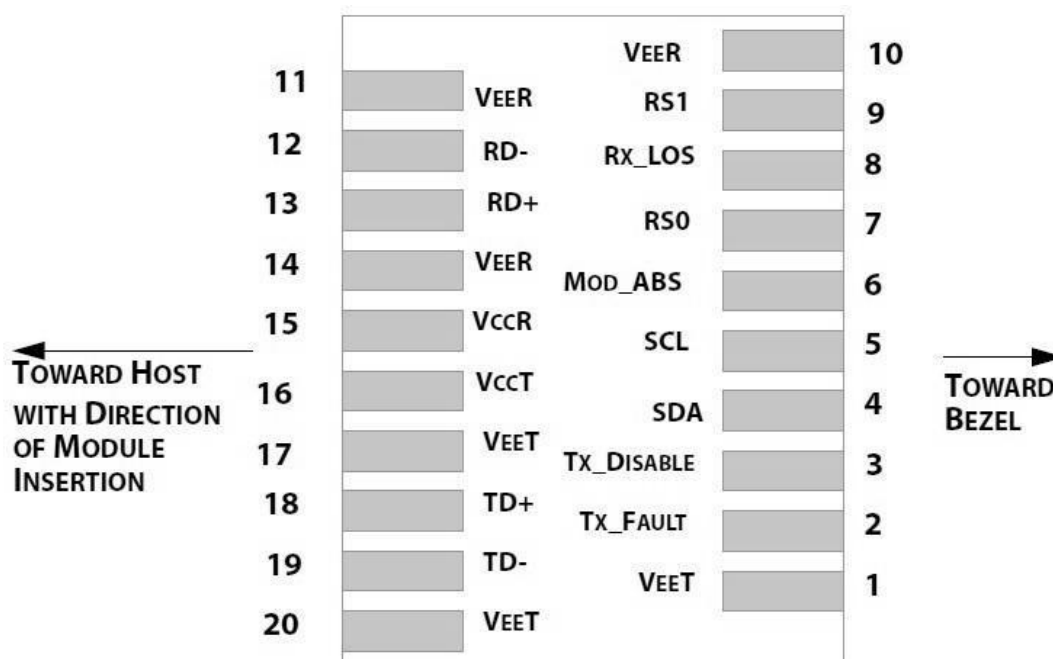 11 VEER
12 RD-
13 RD+
14 VEER
15 VCCR
16 VCCT
17 VEET
18 TD+
19 TD-
20 VEET
VEER 10
RS1 9
RX_LOS 8
RS0 7
MOD_ABS 6
SCL 5
SDA 4
TX_DISABLE 3
TX_FAULT 2
VEET 1
TOWARD HOST
WITH DIRECTION
OF MODULE
INSERTION
TOWARD
BEZEL